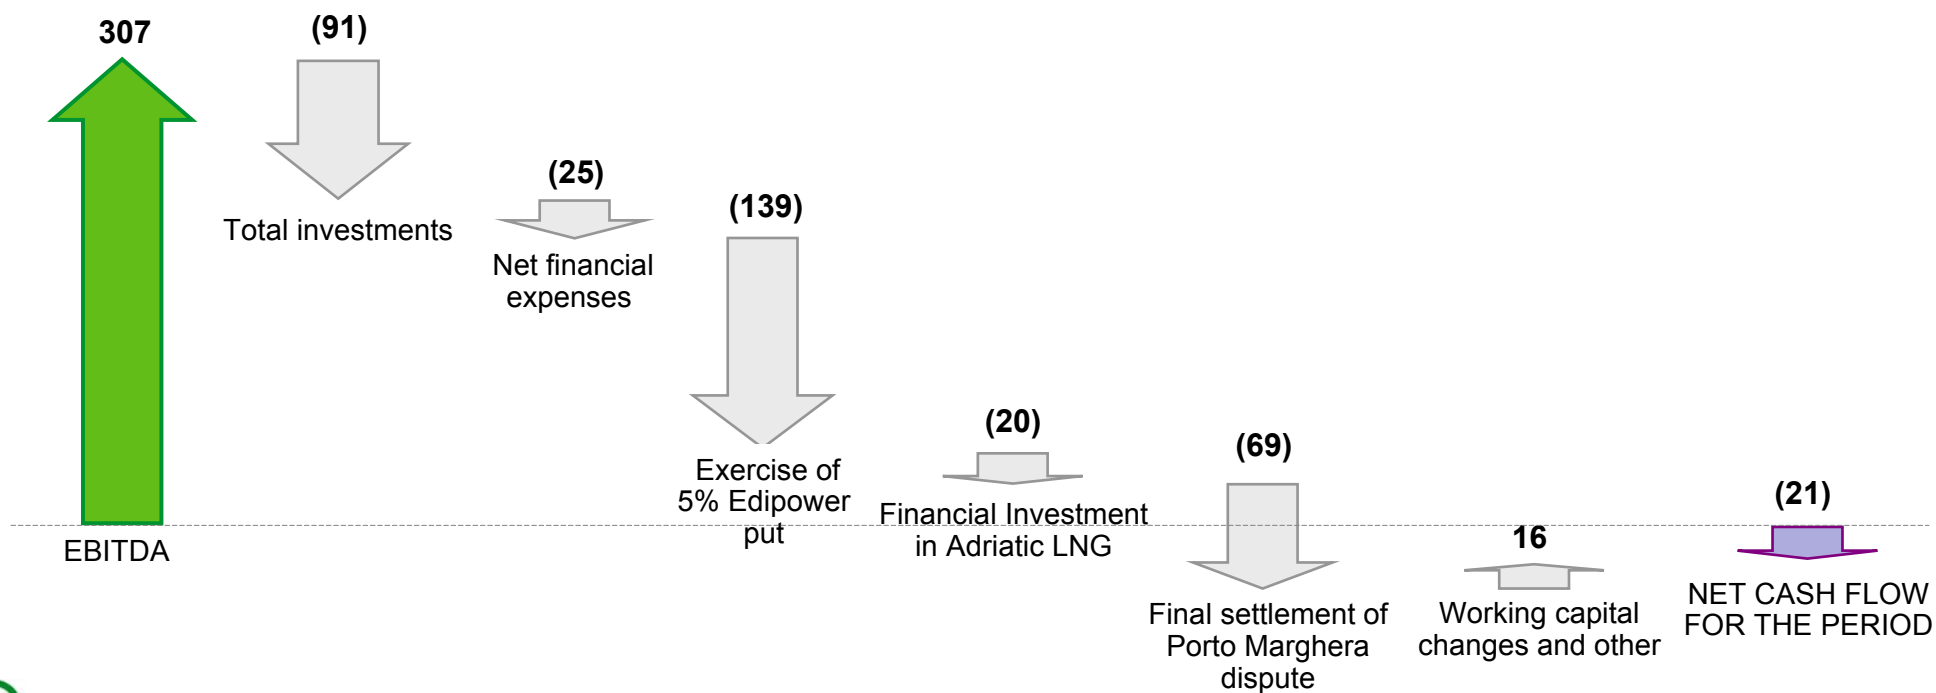 307
EBITDA
(91)
Total investments
(25)
Net financial
expenses
(139)
Exercise of
5% Edipower
put
(20)
Financial Investment
in Adriatic LNG
(69)
Final settlement of
Porto Marghera
dispute
16
Working capital
changes and other
(21)
NET CASH FLOW
FOR THE PERIOD